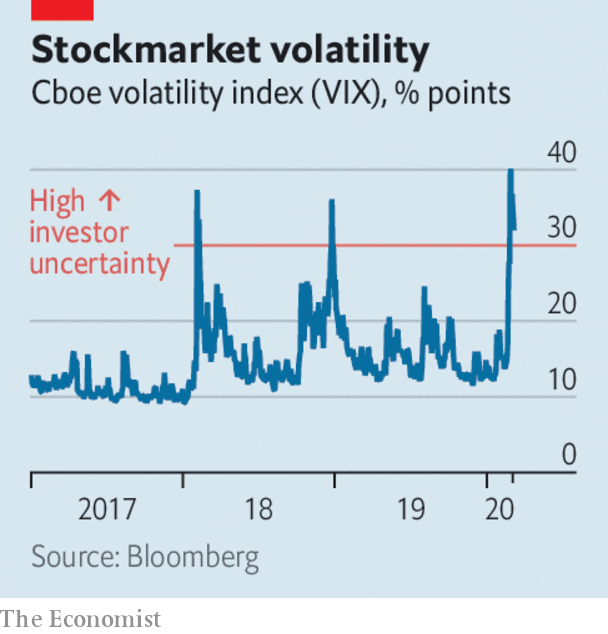 Stockmarket volatility
Cboe volatility index (VIX), % points
40
High ↑
investor
uncertainty
30
20
10
0
2017
18
19
20
Source: Bloomberg
The Economist